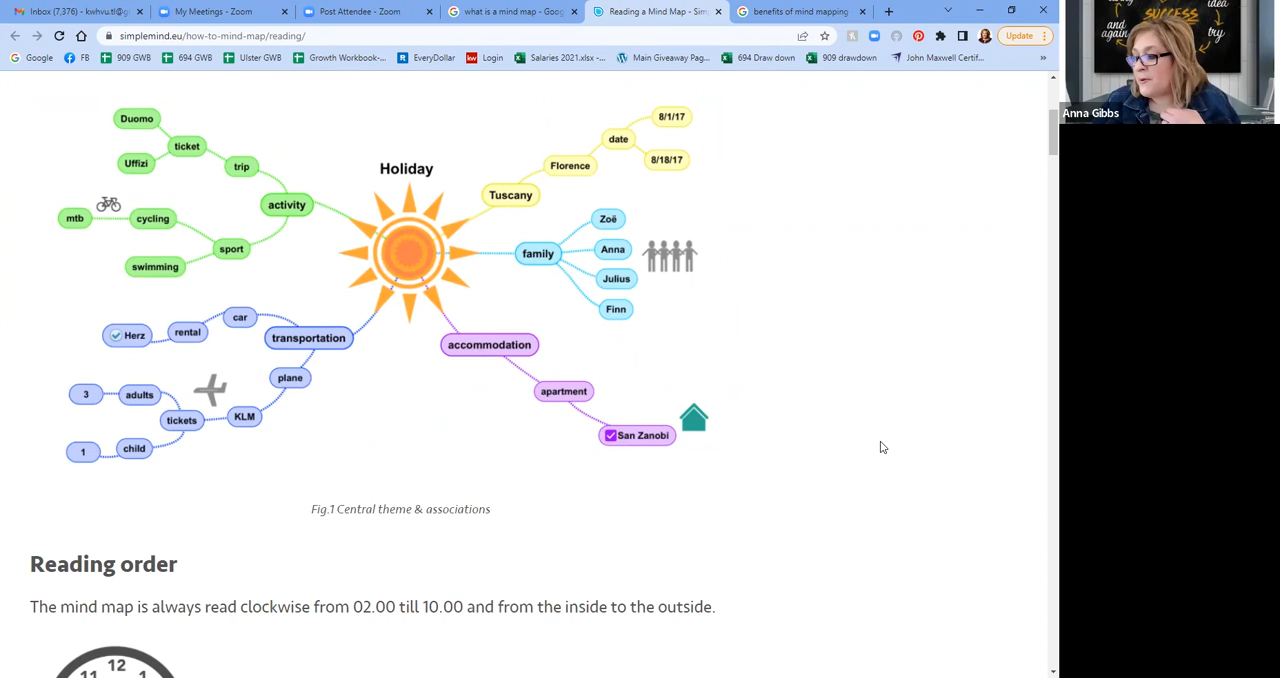 Inbox (7,376) - kwhvu.tl@g
My Meetings - Zoom
Post Attendee - Zoom
what is a mind map - Goog
Reading a Mind Map - Sim
benefits of mind mapping
simplemind.eu/how-to-mind-map/reading/
Update
Google
FB
909 GWB
694 GWB
Ulster GWB
Growth Workbook-...
EveryDollar
Login
Salaries 2021.xlsx -...
Main Giveaway Pag...
694 Draw down
909 drawdown
John Maxwell Certif...
»
Holiday
Tuscany
Florence
date
8/1/17
8/18/17
family
Zoë
Anna
Julius
Finn
accommodation
apartment
San Zanobi
transportation
car
rental
Herz
plane
KLM
tickets
adults
3
child
1
activity
trip
ticket
Duomo
Uffizi
sport
cycling
mtb
swimming
Fig.1 Central theme & associations
Reading order
The mind map is always read clockwise from 02.00 till 10.00 and from the inside to the outside.
11 12 1
SUCCESS
idea
and
again
try
Anna Gibbs